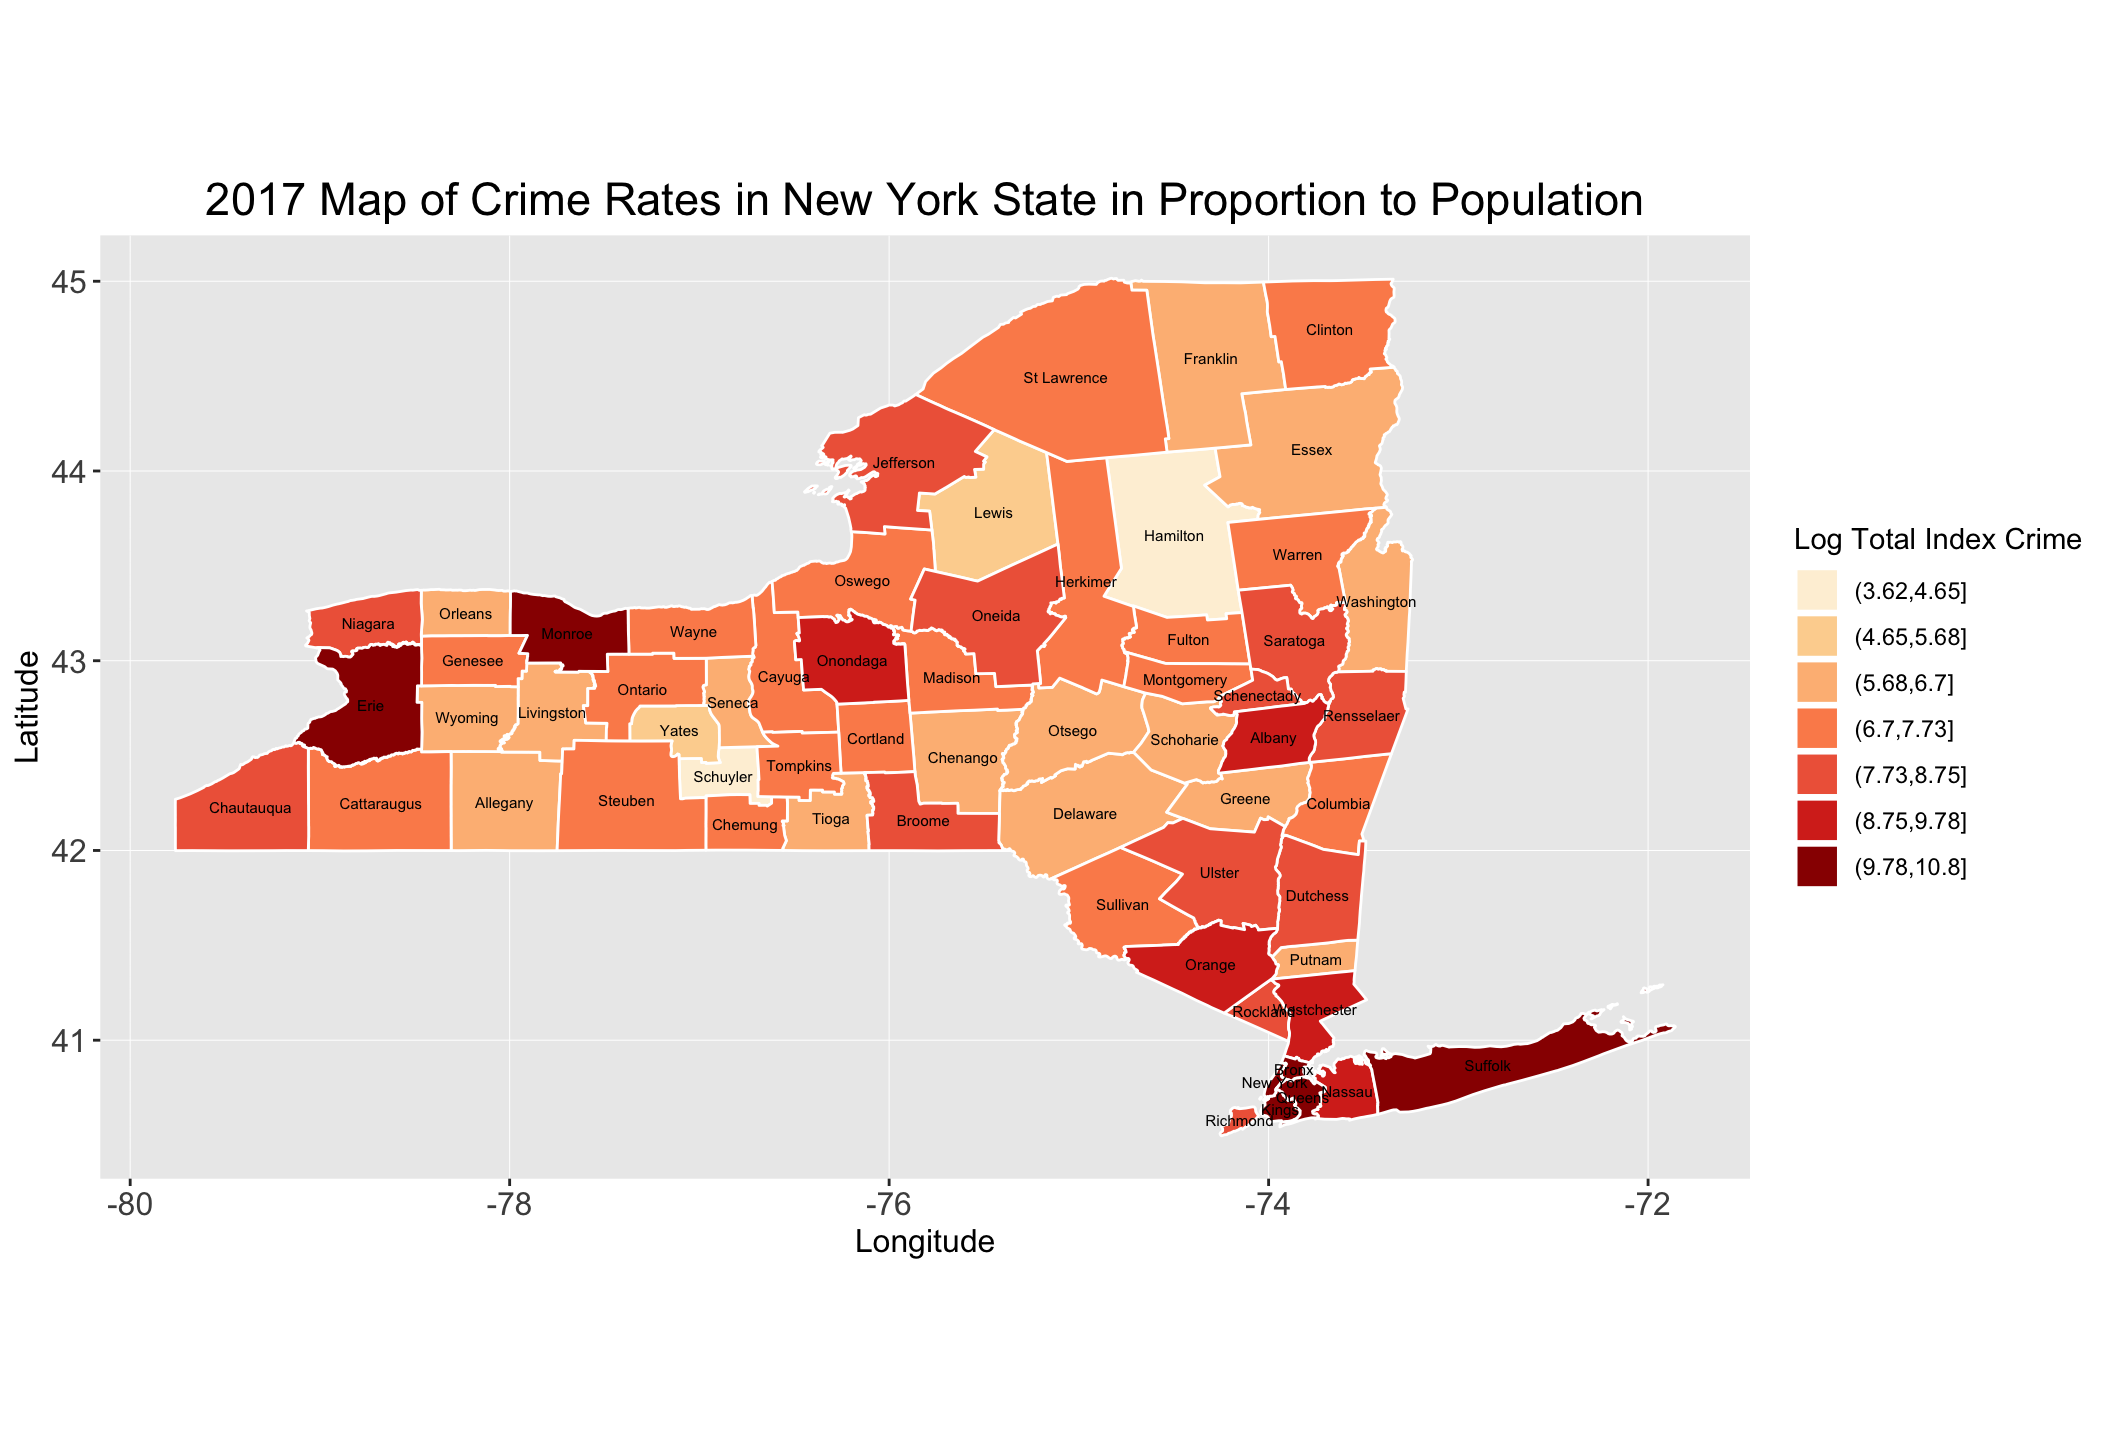 2017 Map of Crime Rates in New York State in Proportion to Population
45
44
43
42
41
Latitude
-80
-78
-76
-74
-72
Longitude
Clinton
Franklin
St Lawrence
Essex
Jefferson
Lewis
Hamilton
Warren
Oswego
Herkimer
Washington
Orleans
Oneida
Niagara
Monroe
Wayne
Fulton
Saratoga
Genesee
Onondaga
Cayuga
Madison
Montgomery
Ontario
Schenectady
Seneca
Erie
Livingston
Wyoming
Rensselaer
Yates
Otsego
Cortland
Schoharie
Albany
Chenango
Tompkins
Schuyler
Greene
Steuben
Allegany
Cattaraugus
Columbia
Chautauqua
Delaware
Tioga
Broome
Chemung
Ulster
Dutchess
Sullivan
Putnam
Orange
Westchester
Rockland
Suffolk
Bronx
New York
Nassau
Queens
Kings
Richmond
Log Total Index Crime
(3.62,4.65]
(4.65,5.68]
(5.68,6.7]
(6.7,7.73]
(7.73,8.75]
(8.75,9.78]
(9.78,10.8]